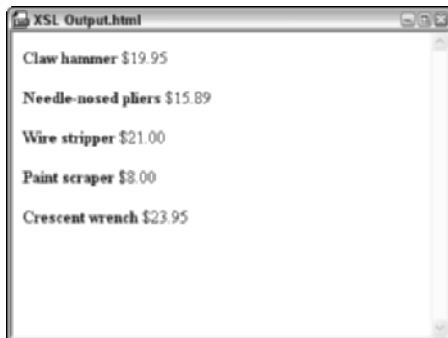 XSL Output.html
Claw hammer $19.95
Needle-nosed pliers $15.89
Wire stripper $21.00
Paint scraper $8.00
Crescent wrench $23.95